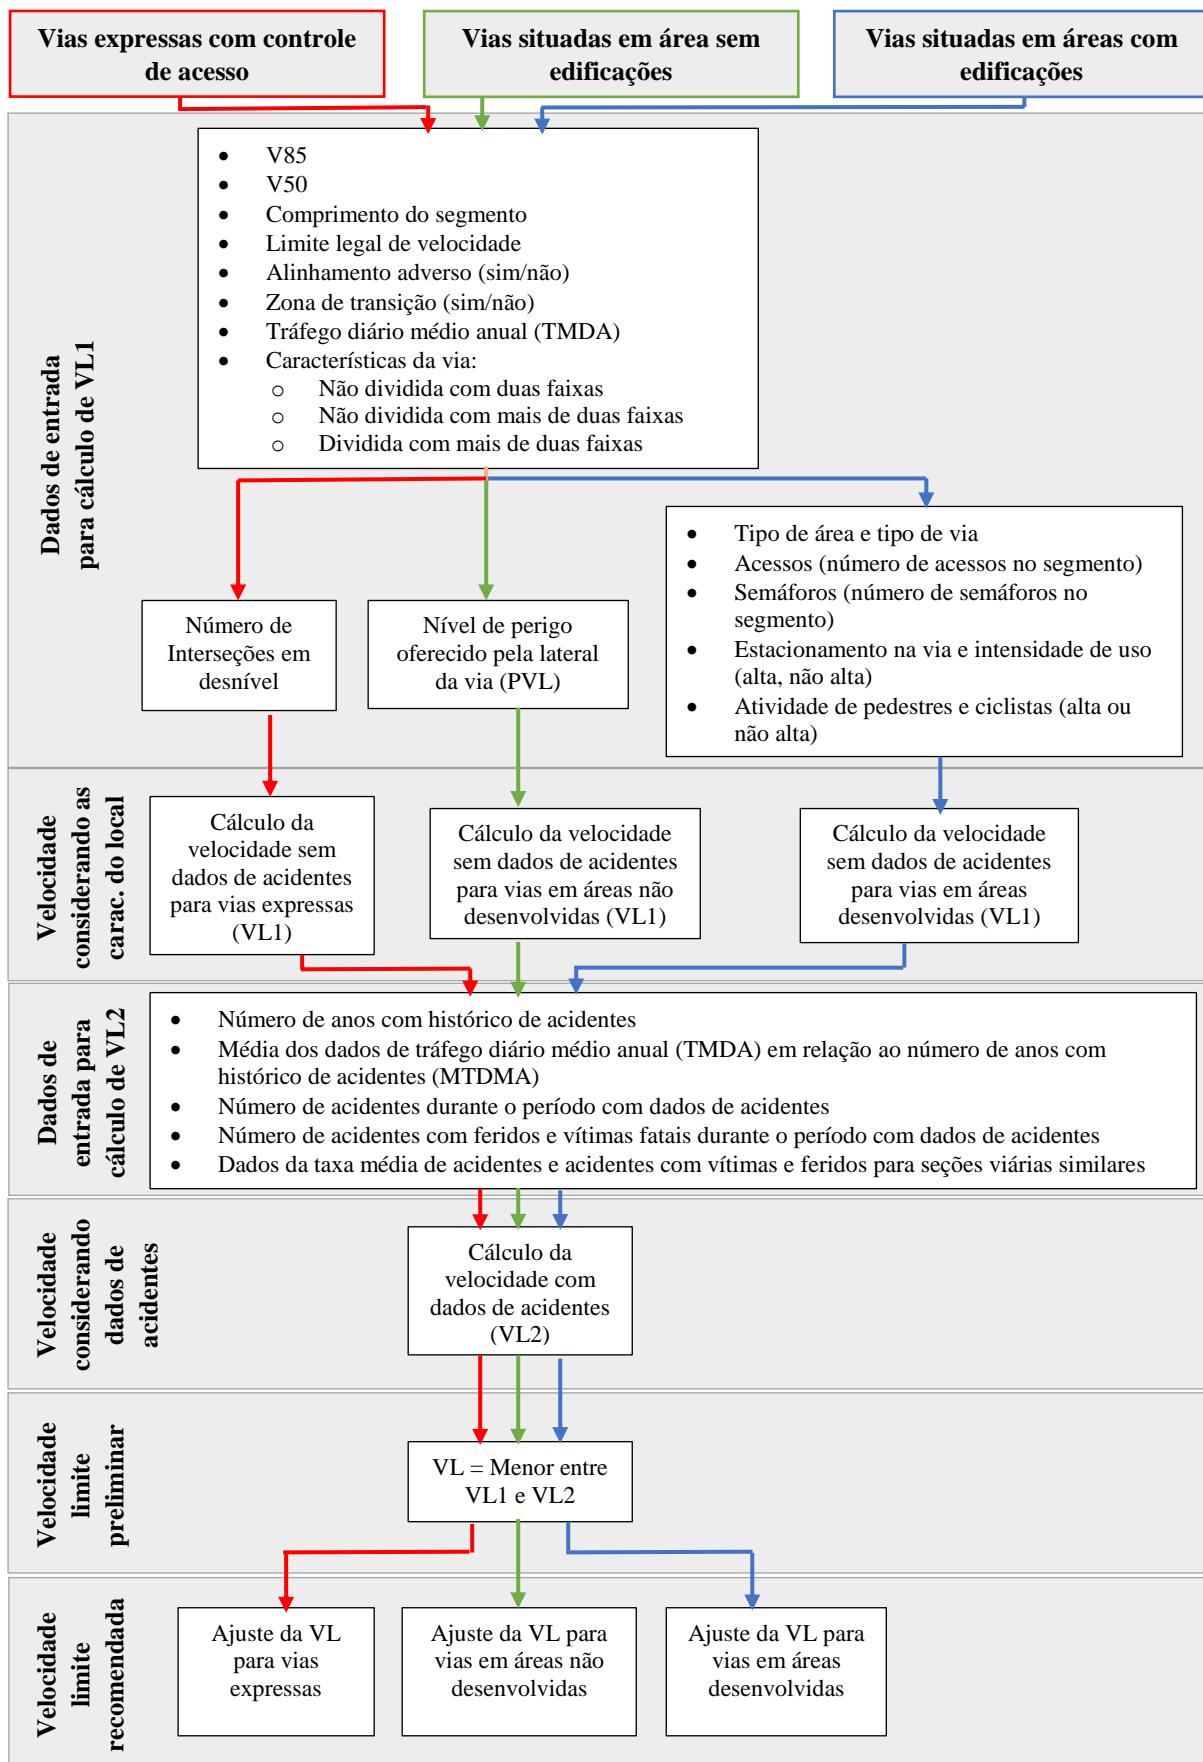 Vias expressas com controle
de acesso
Vias situadas em área sem
edificações
Vias situadas em áreas com
edificações
Dados de entrada
para cálculo de VL1
• V85
• V50
• Comprimento do segmento
• Limite legal de velocidade
• Alinhamento adverso (sim/não)
• Zona de transição (sim/não)
• Tráfego diário médio anual (TMDA)
• Características da via:
o Não dividida com duas faixas
o Não dividida com mais de duas faixas
o Dividida com mais de duas faixas
Número de
Interseções em
desnível
Nível de perigo
oferecido pela lateral
da via (PVL)
• Tipo de área e tipo de via
• Acessos (número de acessos no segmento)
• Semáforos (número de semáforos no
segmento)
• Estacionamento na via e intensidade de uso
(alta, não alta)
• Atividade de pedestres e ciclistas (alta ou
não alta)
Velocidade
considerando as
carac. do local
Cálculo da
velocidade sem
dados de acidentes
para vias expressas
(VL1)
Cálculo da velocidade
sem dados de acidentes
para vias em áreas não
desenvolvidas (VL1)
Cálculo da velocidade
sem dados de acidentes
para vias em áreas
desenvolvidas (VL1)
Dados de
entrada para
cálculo de VL2
• Número de anos com histórico de acidentes
• Média dos dados de tráfego diário médio anual (TMDA) em relação ao número de anos com
histórico de acidentes (MTDMA)
• Número de acidentes durante o período com dados de acidentes
• Número de acidentes com feridos e vítimas fatais durante o período com dados de acidentes
• Dados da taxa média de acidentes e acidentes com vítimas e feridos para seções viárias similares
Velocidade
considerando
dados de
acidentes
Cálculo da
velocidade com
dados de acidentes
(VL2)
Velocidade
limite
preliminar
VL = Menor entre
VL1 e VL2
Velocidade
limite
recomendada
Ajuste da VL
para vias
expressas
Ajuste da VL para
vias em áreas não
desenvolvidas
Ajuste da VL para
vias em áreas
desenvolvidas